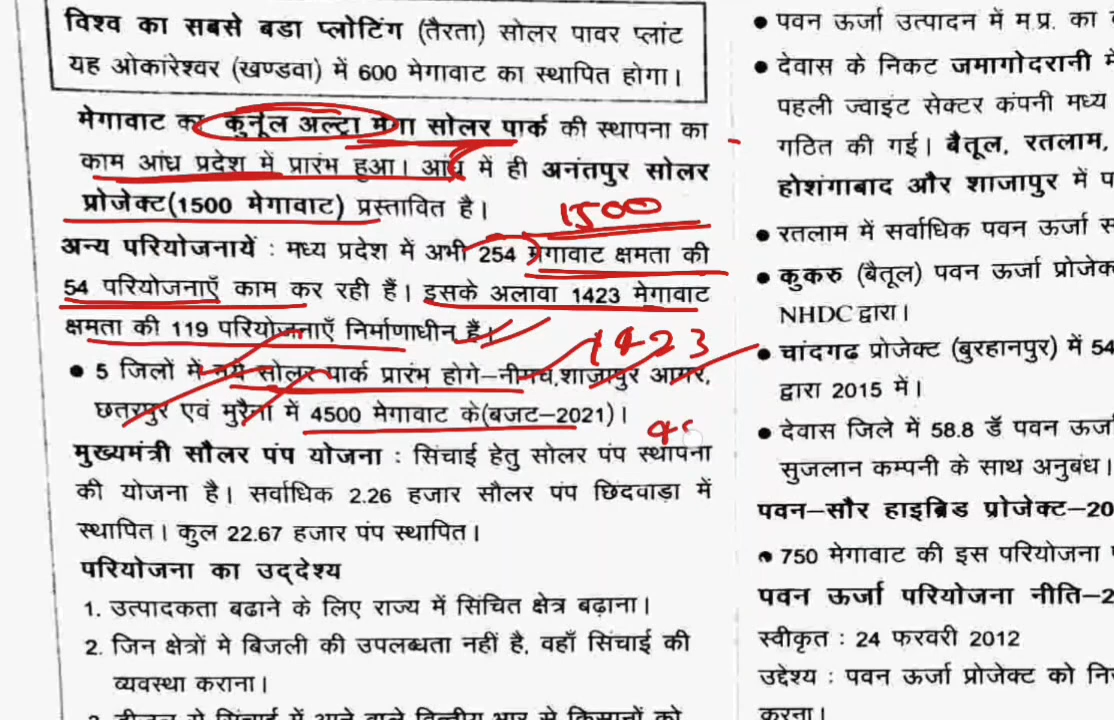 विश्व का सबसे बडा प्लोटिंग (तैरता) सोलर पावर प्लांट
यह ओकांरेश्वर (खण्डवा) में 600 मेगावाट का स्थापित होगा।
मेगावाट का कुर्नूल अल्ट्रा मेगा सोलर पार्क की स्थापना का
काम आंध्र प्रदेश में प्रारंभ हुआ। आंध्र में ही अनंतपुर सोलर
प्रोजेक्ट(1500 मेगावाट) प्रस्तावित है।
1500
अन्य परियोजनायें : मध्य प्रदेश में अभी 254 मेगावाट क्षमता की
54 परियोजनाएँ काम कर रही हैं। इसके अलावा 1423 मेगावाट
क्षमता की 119 परियोजनाएँ निर्माणाधीन हैं।
1423
• 5 जिलों में नये सोलर पार्क प्रारंभ होगे–नीमच,शाजापुर आगर,
छतरपुर एवं मुरैना में 4500 मेगावाट के(बजट–2021)।
मुख्यमंत्री सौलर पंप योजना : सिंचाई हेतु सोलर पंप स्थापना
की योजना है। सर्वाधिक 2.26 हजार सौलर पंप छिंदवाड़ा में
स्थापित। कुल 22.67 हजार पंप स्थापित।
परियोजना का उद्देश्य
1. उत्पादकता बढाने के लिए राज्य में सिंचित क्षेत्र बढ़ाना।
2. जिन क्षेत्रों मे बिजली की उपलब्धता नहीं है, वहाँ सिंचाई की
व्यवस्था कराना।
3. डीजल से सिंचाई में आने वाले वित्तीय भार से किसानों को
• पवन ऊर्जा उत्पादन में म.प्र. का
• देवास के निकट जमागोदरानी में
पहली ज्वाइंट सेक्टर कंपनी मध्य
गठित की गई। बैतूल, रतलाम,
होशंगाबाद और शाजापुर में
• रतलाम में सर्वाधिक पवन ऊर्जा
• कुकरु (बैतूल) पवन ऊर्जा
NHDC द्वारा।
• चांदगढ़ प्रोजेक्ट (बुरहानपुर) में 54
द्वारा 2015 में।
• देवास जिले में 58.8 डॅ पवन
सुजलान कम्पनी के साथ अनुबंध।
पवन–सौर हाइब्रिड प्रोजेक्ट–20
• 750 मेगावाट की इस परियोजना
पवन ऊर्जा परियोजना नीति–2
स्वीकृत : 24 फरवरी 2012
उद्देश्य : पवन ऊर्जा प्रोजेक्ट को
करना।